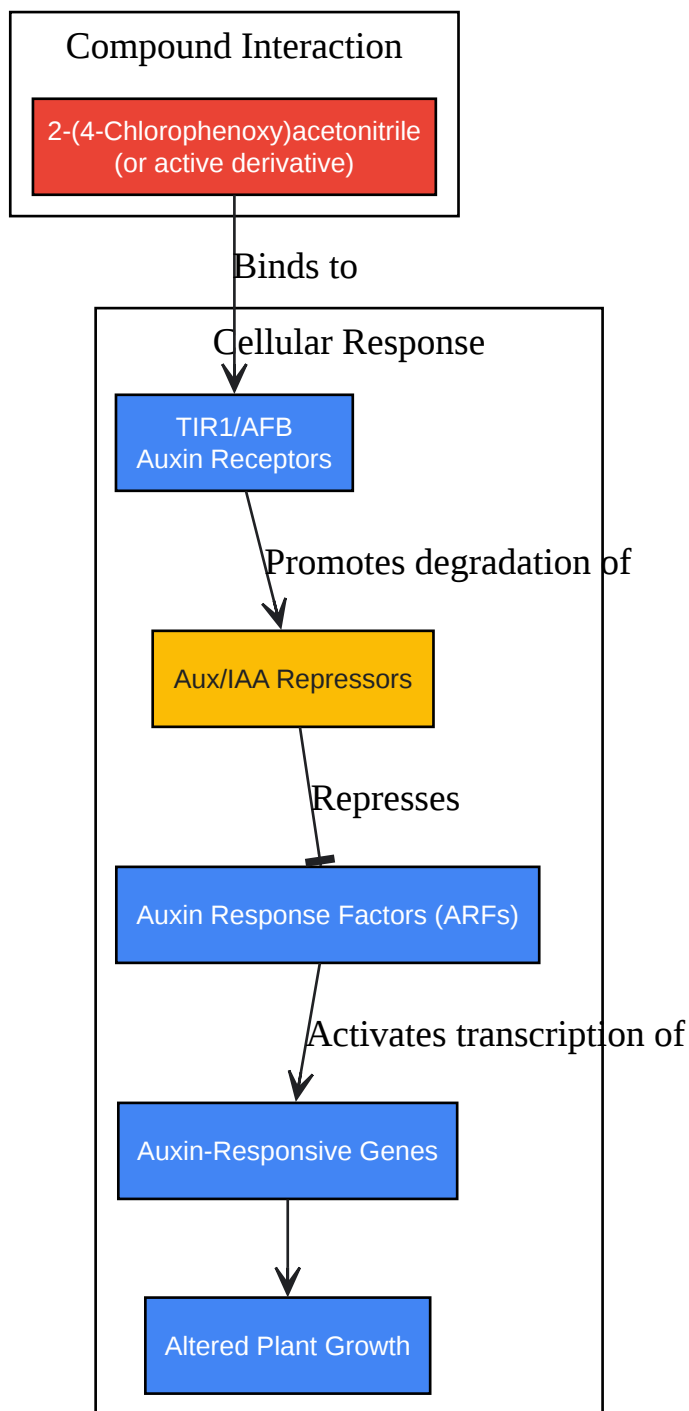 Compound Interaction
2-(4-Chlorophenoxy)acetonitrile
(or active derivative)
Binds to
Cellular Response
TIR1/AFB
Auxin Receptors
Promotes degradation of
Aux/IAA Repressors
Represses
Auxin Response Factors (ARFs)
Activates transcription of
Auxin-Responsive Genes
Altered Plant Growth